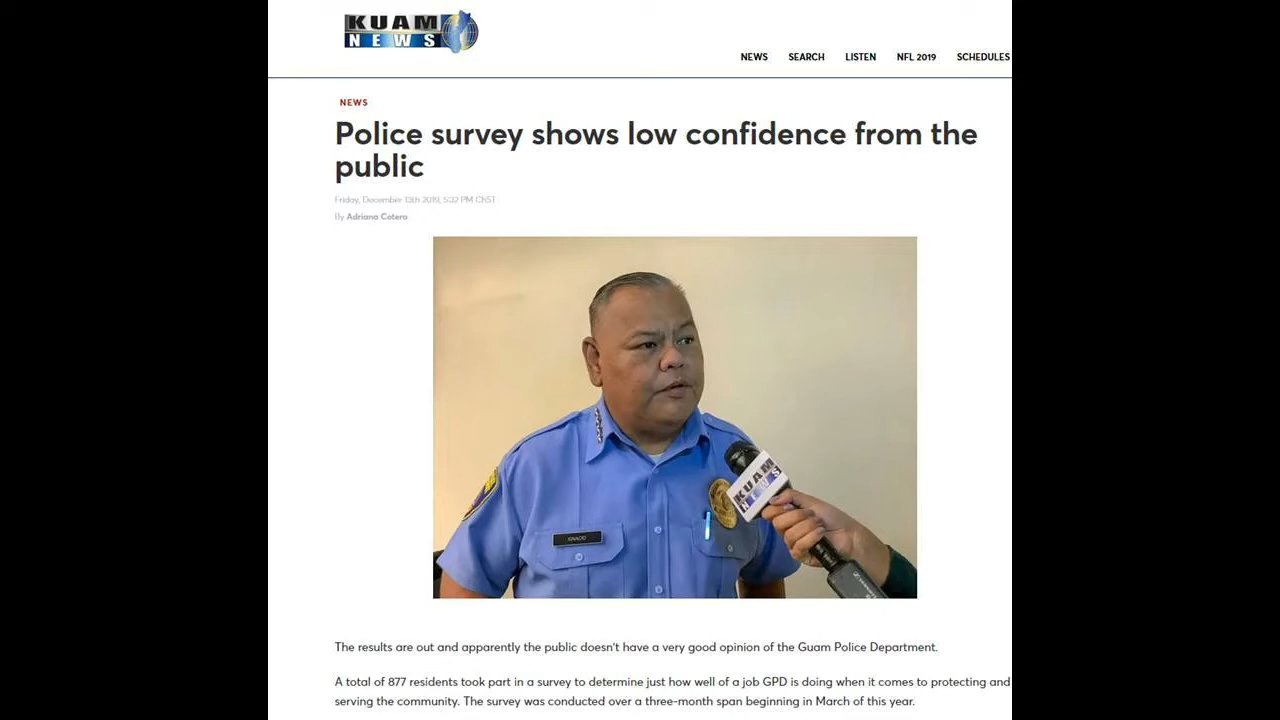 KUAM
NEWS
NEWS SEARCH LISTEN NFL 2019 SCHEDULES
NEWS
Police survey shows low confidence from the
public
Friday, December 13th 2019, 5:32 PM ChST
By Adriana Cotero
KUAM
NEWS
IGNACIO
The results are out and apparently the public doesn't have a very good opinion of the Guam Police Department.
A total of 877 residents took part in a survey to determine just how well of a job GPD is doing when it comes to protecting and
serving the community. The survey was conducted over a three-month span beginning in March of this year.